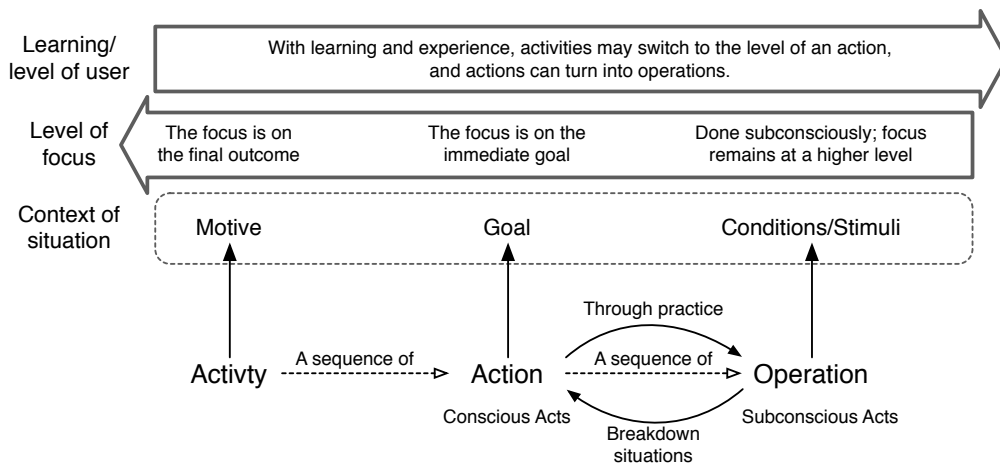 Learning/
level of user
With learning and experience, activities may switch to the level of an action,
and actions can turn into operations.
Level of
focus
The focus is on
the final outcome
The focus is on the
immediate goal
Done subconsciously; focus
remains at a higher level
Context of
situation
Motive
Goal
Conditions/Stimuli
Through practice
A sequence of
A sequence of
Activty
Action
Operation
Conscious Acts
Subconscious Acts
Breakdown
situations